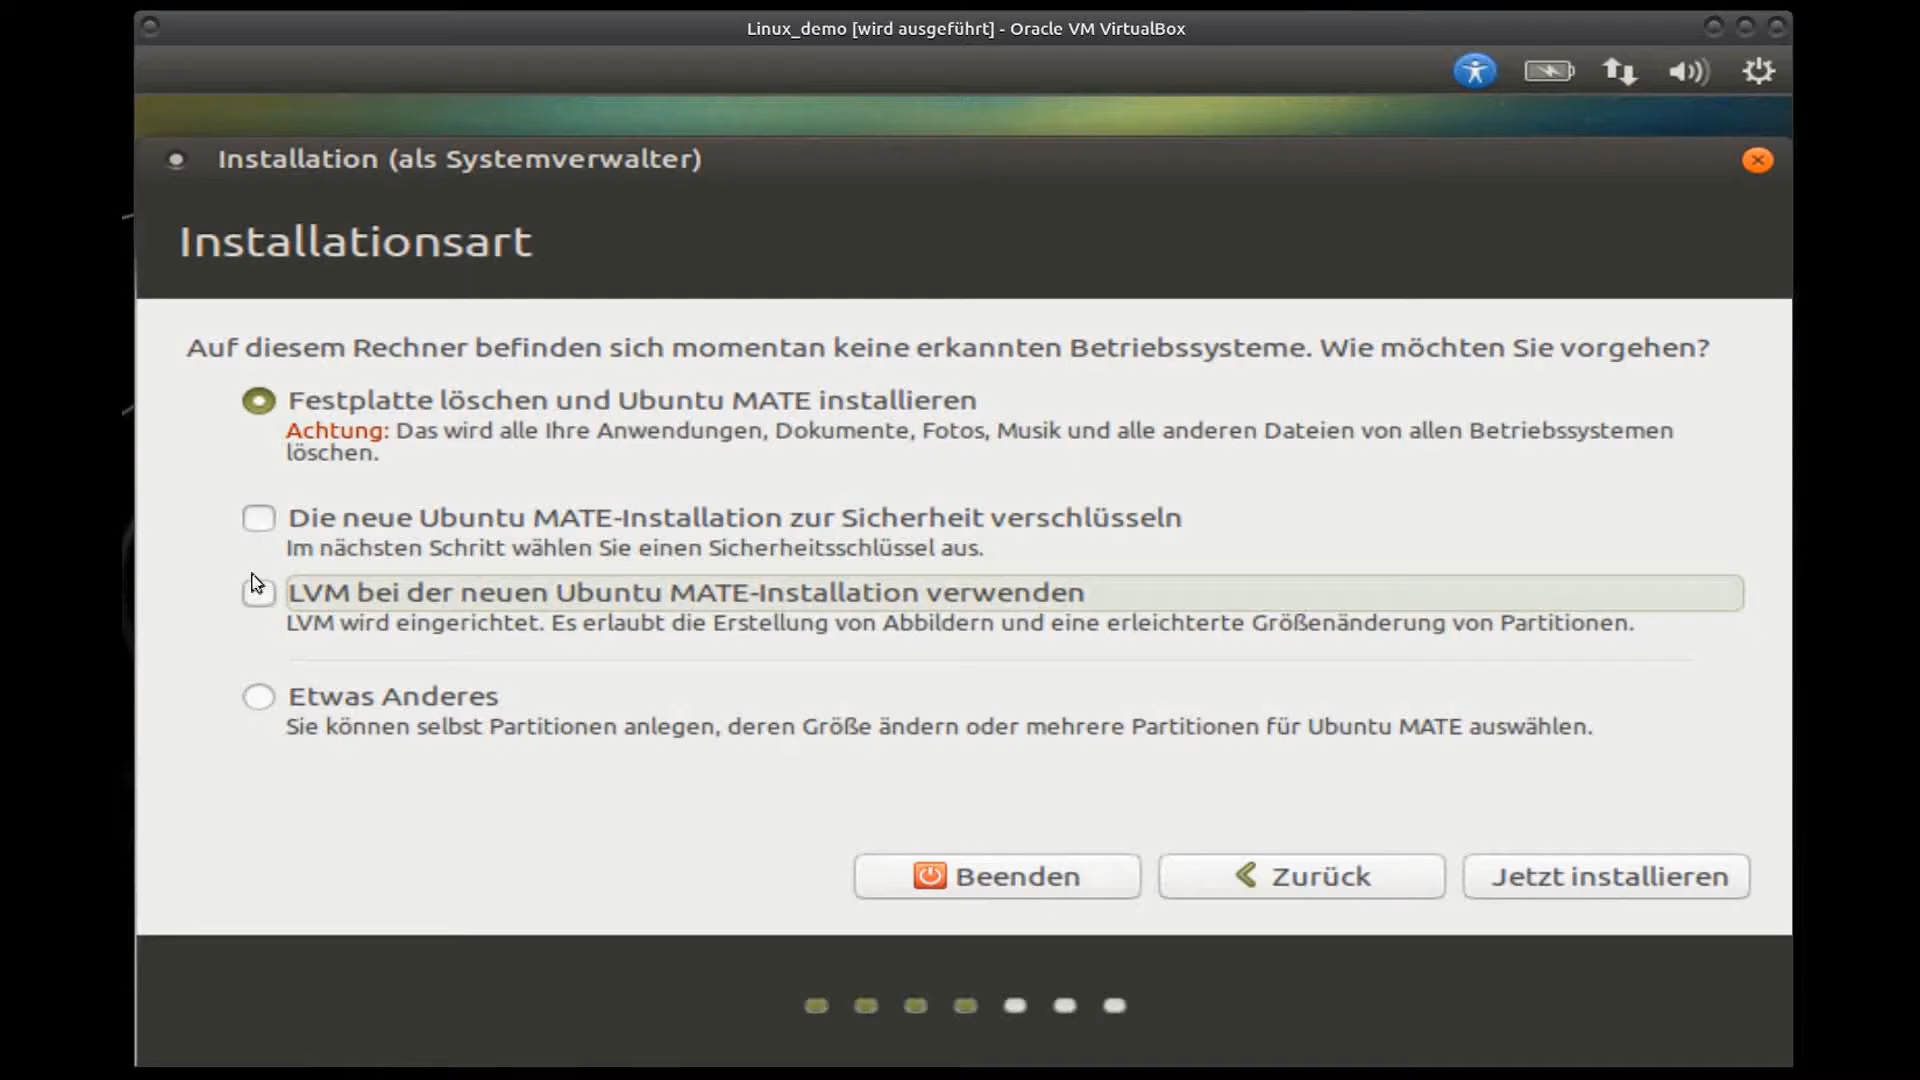 Linux_demo [wird ausgeführt] - Oracle VM VirtualBox
Installation (als Systemverwalter)
Installationsart
Auf diesem Rechner befinden sich momentan keine erkannten Betriebssysteme. Wie möchten Sie vorgehen?
Festplatte löschen und Ubuntu MATE installieren
Achtung: Das wird alle Ihre Anwendungen, Dokumente, Fotos, Musik und alle anderen Dateien von allen Betriebssystemen
löschen.
Die neue Ubuntu MATE-Installation zur Sicherheit verschlüsseln
Im nächsten Schritt wählen Sie einen Sicherheitsschlüssel aus.
LVM bei der neuen Ubuntu MATE-Installation verwenden
LVM wird eingerichtet. Es erlaubt die Erstellung von Abbildern und eine erleichterte Größenänderung von Partitionen.
Etwas Anderes
Sie können selbst Partitionen anlegen, deren Größe ändern oder mehrere Partitionen für Ubuntu MATE auswählen.
Beenden Zurück Jetzt installieren